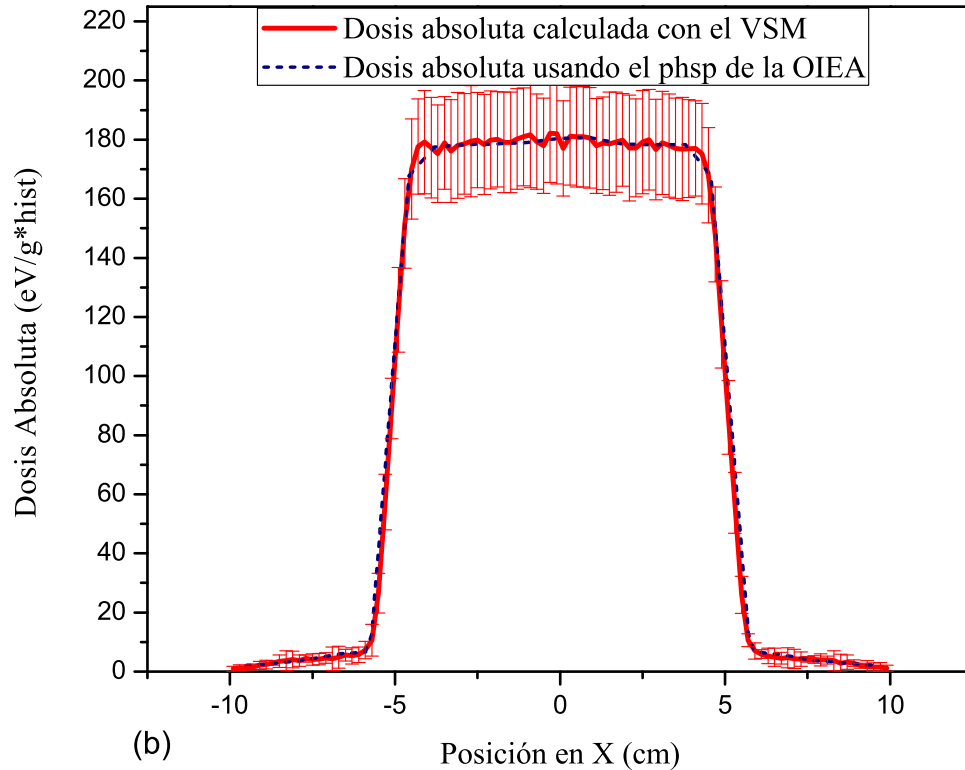 Dosis absoluta calculada con el VSM
Dosis absoluta usando el phsp de la OIEA
Dosis Absoluta (eV/g*hist)
220
200
180
160
140
120
100
80
60
40
20
0
-10 -5 0 5 10
(b)
Posición en X (cm)